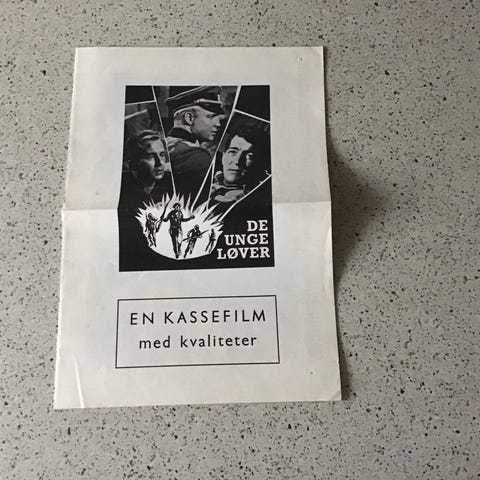 DE
UNGE
LØVER
EN KASSEFILM
med kvaliteter